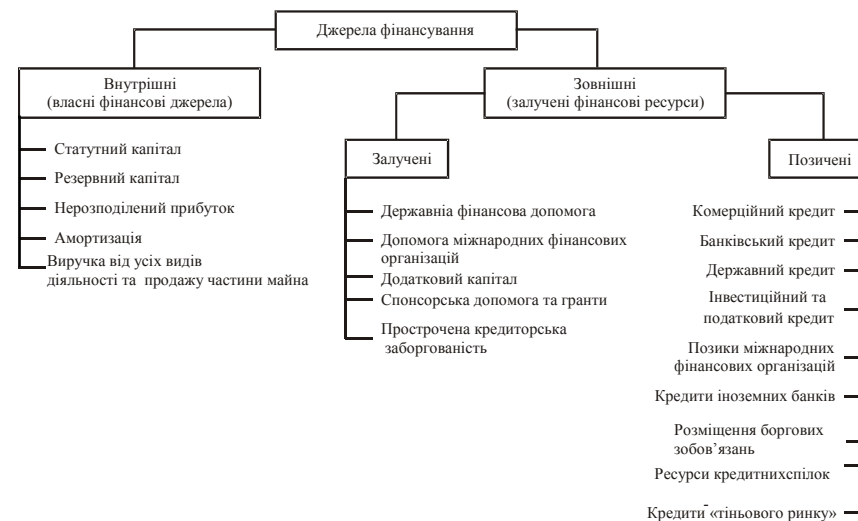 Джерела фінансування
Внутрішні
(власні фінансові джерела)
Статутний капітал
Резервний капітал
Нерозподілений прибуток
Амортизація
Виручка від усіх видів
діяльності та продажу частини майна
Зовнішні
(залучені фінансові ресурси)
Залучені
Державнія фінансова допомога
Допомога міжнародних фінансових
організацій
Додатковий капітал
Спонсорська допомога та гранти
Прострочена кредиторська
заборгованість
Позичені
Комерційний кредит
Банківський кредит
Державний кредит
Інвестиційний та
податковий кредит
Позики міжнародних
фінансових організацій
Кредити іноземних банків
Розміщення боргових
зобов’язань
Ресурси кредитнихспілок
Кредити «тіньового ринку»